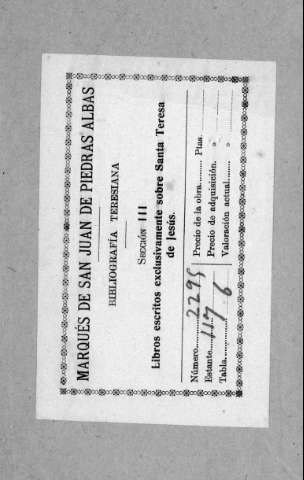 MARQUÉS DE SAN JUAN DE PIEDRAS ALBAS
BIBLIOGRAFÍA TERESIANA
SECCIÓN III
Libros escritos exclusivamente sobre Santa Teresa
de Jesús.
Número 2295 Precio de la obra Ptas.
Estante 117 Precio de adquisición. »
Tabla 6 Valoración actual »